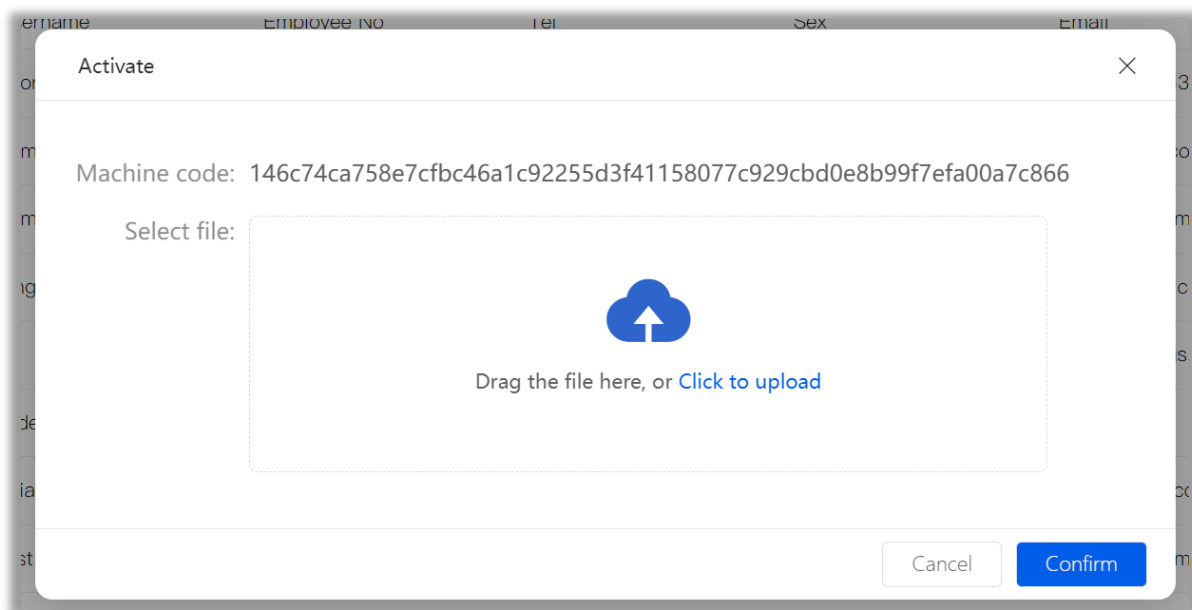 Employee No
Tel
Sex
Email
Activate
Machine code: 146c74ca758e7cfbc46a1c92255d3f41158077c929cbd0e8b99f7efa00a7c866
Select file:
Drag the file here, or Click to upload
Cancel
Confirm